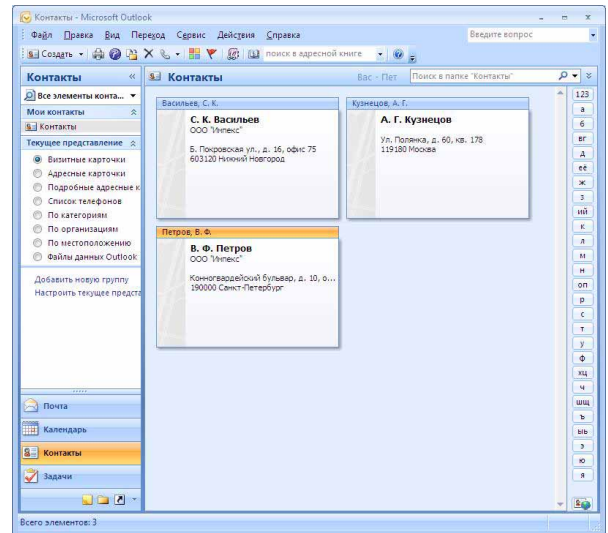 Контакты - Microsoft Outlook
Файл Правка Вид Переход Сервис Действия Справка
Введите вопрос
Создать
поиск в адресной книге
Контакты «
Все элементы конта...
Мои контакты
Контакты
Текущее представление
Визитные карточки
Адресные карточки
Подробные адресные к
Список телефонов
По категориям
По организациям
По местоположению
Файлы данных Outlook
Добавить новую группу
Настроить текущее предста
Почта
Календарь
Контакты
Задачи
Контакты
Вас - Пет
Поиск в папке "Контакты"
Васильев, С. К.
С. К. Васильев
ООО "Инпекс"
Б. Покровская ул., д. 16, офис 75
603120 Нижний Новгород
Кузнецов, А. Г.
А. Г. Кузнецов
Ул. Полянка, д. 60, кв. 178
119180 Москва
Петров, В. Ф.
В. Ф. Петров
ООО "Инпекс"
Конногвардейский бульвар, д. 10, о...
190000 Санкт-Петербург
123
а
б
вг
д
её
ж
з
ий
к
л
м
н
оп
р
с
т
у
ф
хц
ч
шщ
ъ
ыь
э
ю
я
Всего элементов: 3